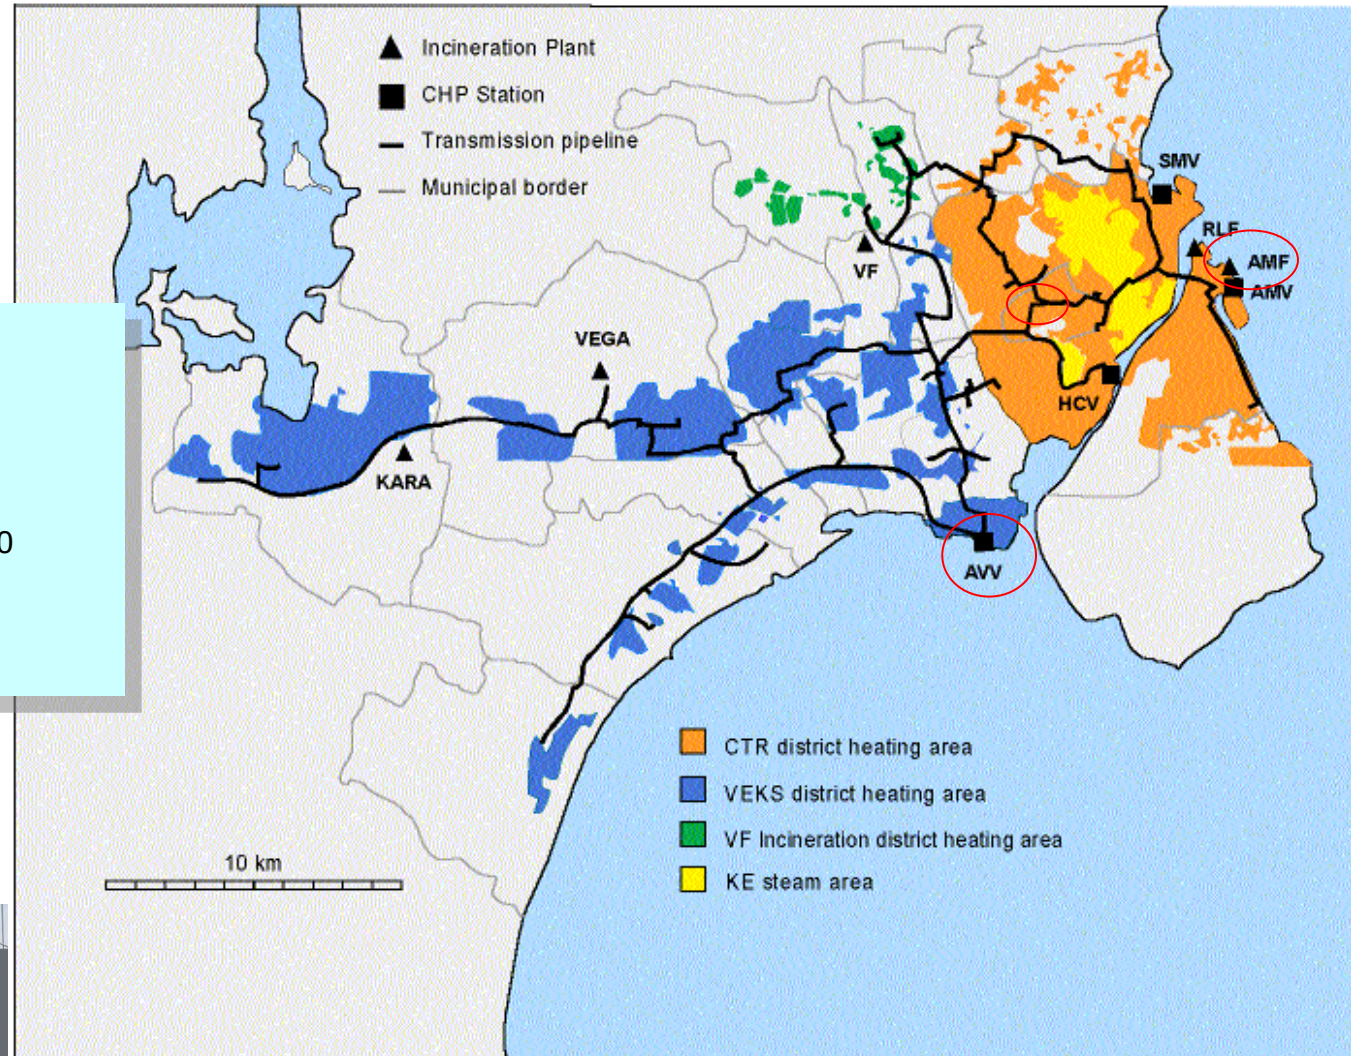 Incineration Plant
CHP Station
Transmission pipeline
Municipal border
SMV
RLF
AMF
AMV
VF
VEGA
HCV
KARA
0
AVV
CTR district heating area
VEKS district heating area
VF Incineration district heating area
KE steam area
10 km